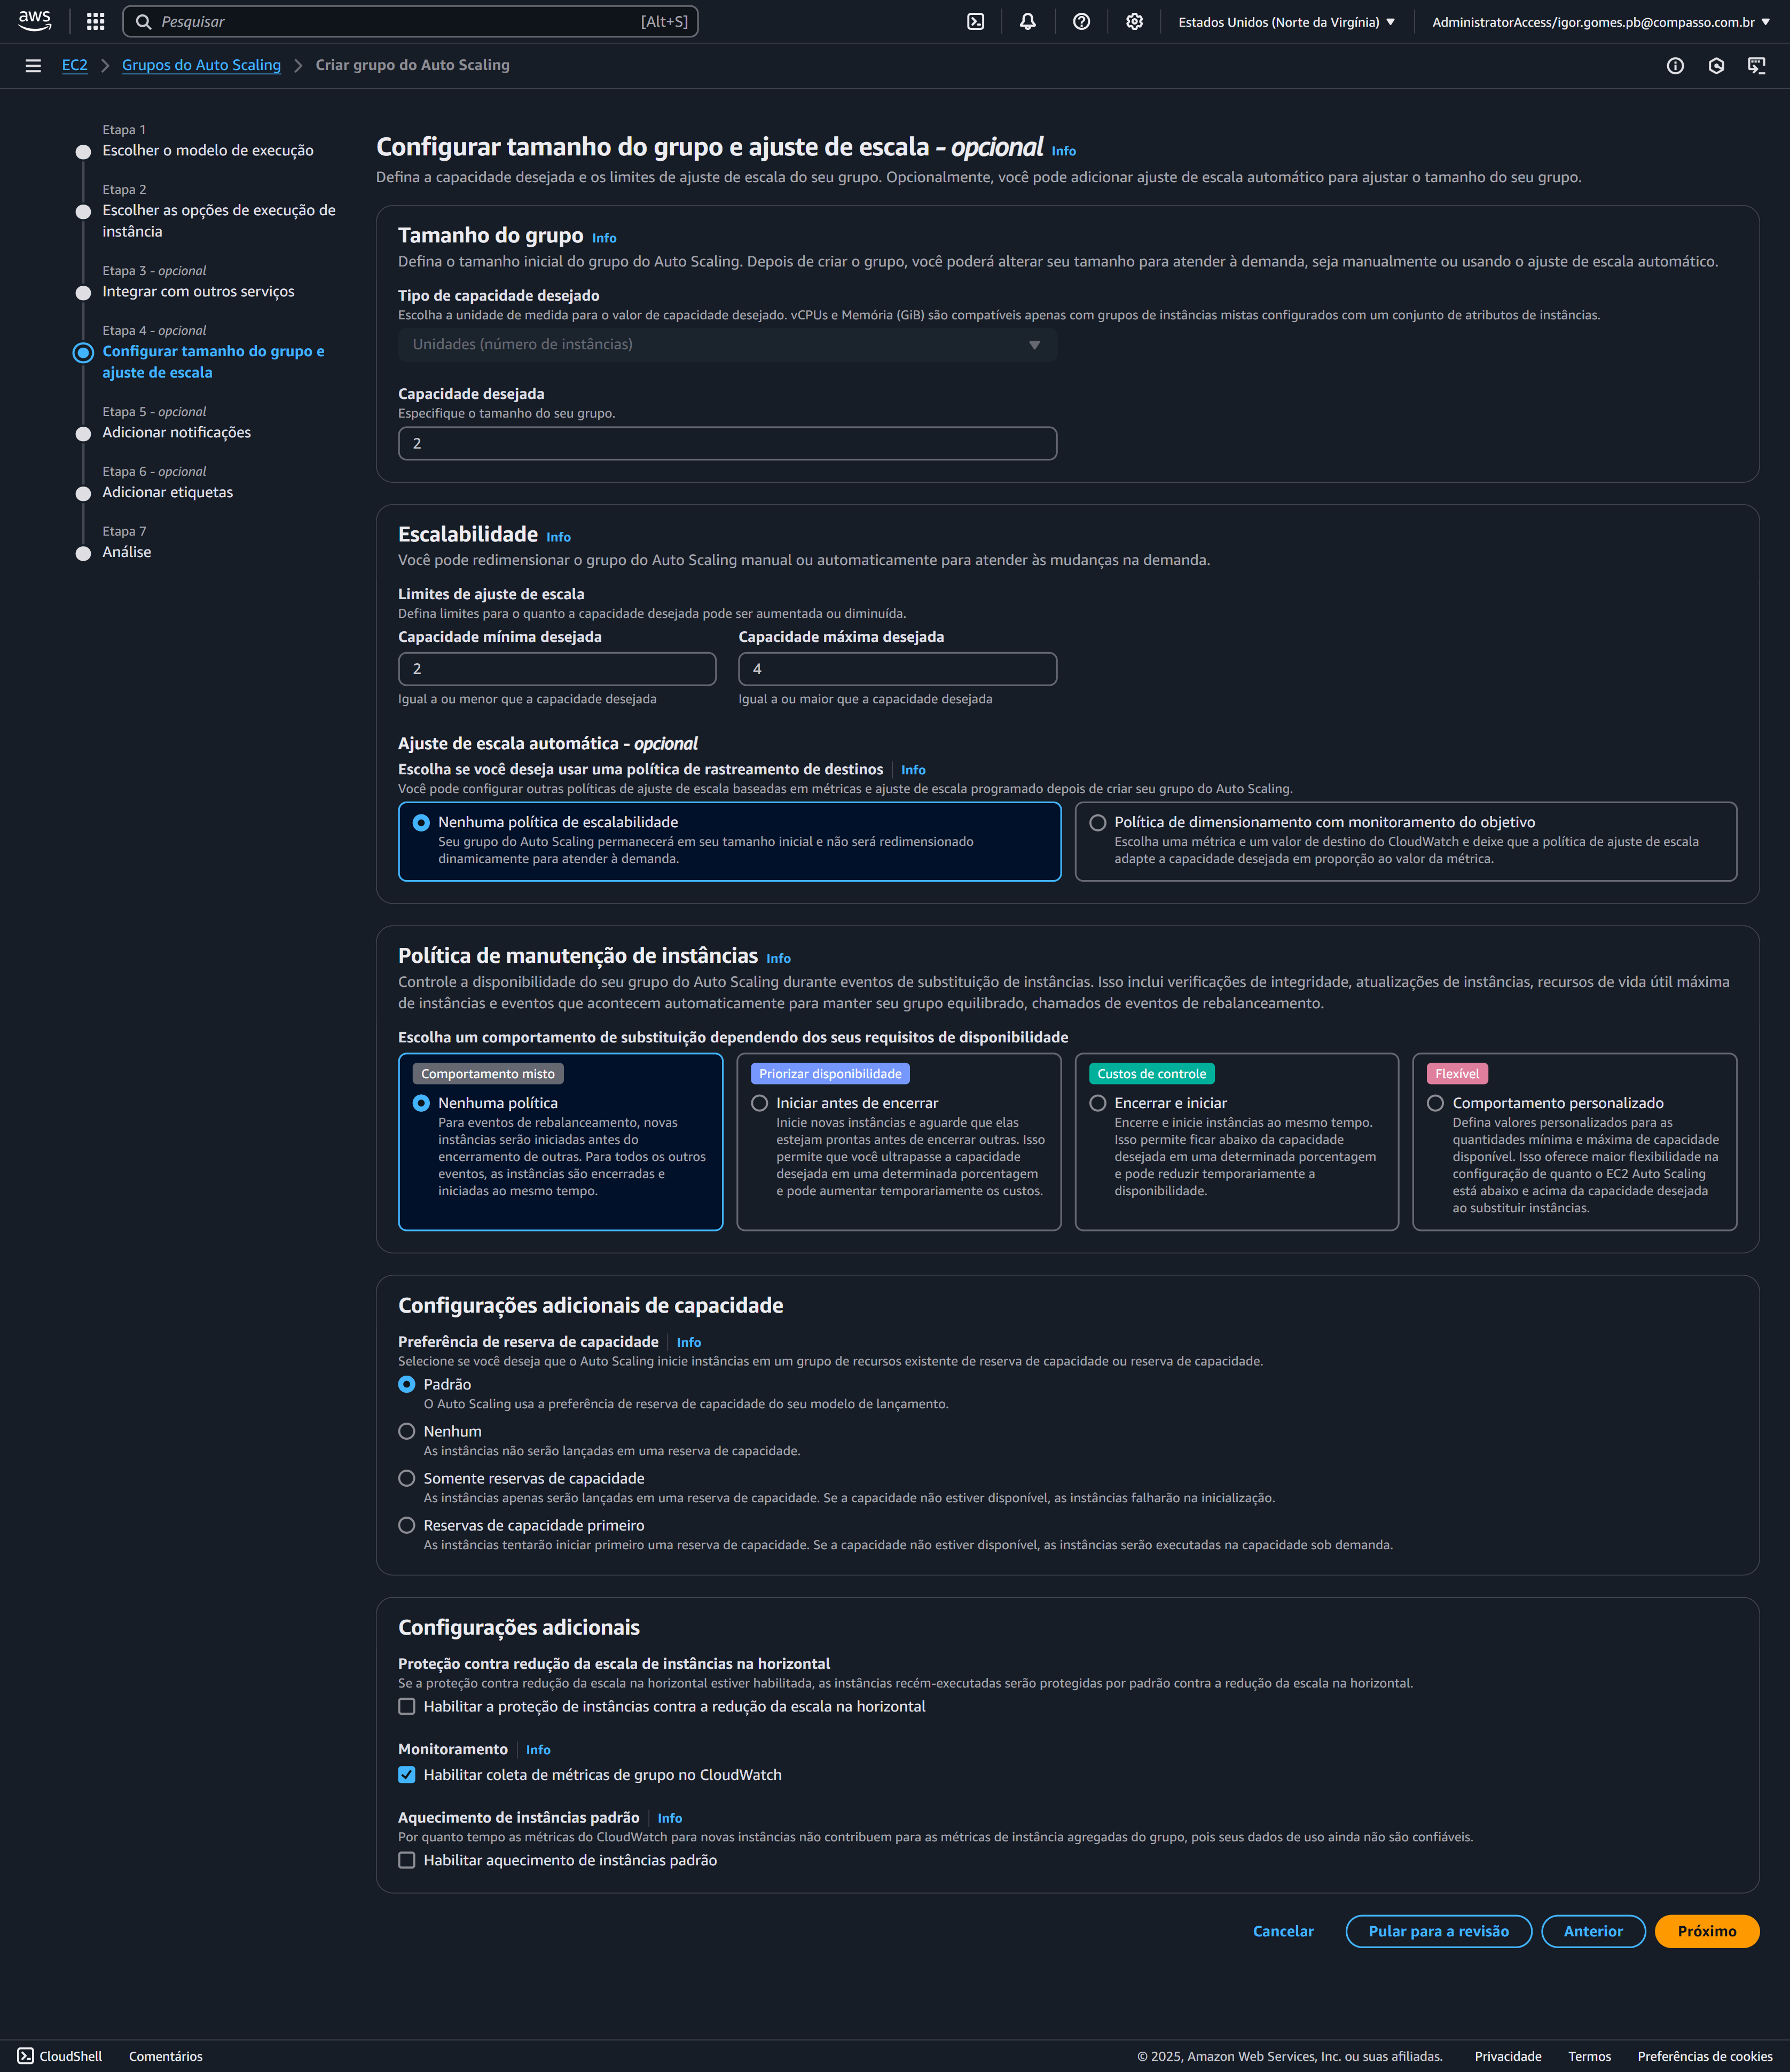 aws
Pesquisar [Alt+S]
Estados Unidos (Norte da Virgínia)
AdministratorAccess/igor.gomes.pb@compasso.com.br
EC2
Grupos do Auto Scaling
Criar grupo do Auto Scaling
Etapa 1
Escolher o modelo de execução
Etapa 2
Escolher as opções de execução de
instância
Etapa 3 - opcional
Integrar com outros serviços
Etapa 4 - opcional
Configurar tamanho do grupo e
ajuste de escala
Etapa 5 - opcional
Adicionar notificações
Etapa 6 - opcional
Adicionar etiquetas
Etapa 7
Análise
Configurar tamanho do grupo e ajuste de escala - opcional Info
Defina a capacidade desejada e os limites de ajuste de escala do seu grupo. Opcionalmente, você pode adicionar ajuste de escala automático para ajustar o tamanho do seu grupo.
Tamanho do grupo Info
Defina o tamanho inicial do grupo do Auto Scaling. Depois de criar o grupo, você poderá alterar seu tamanho para atender à demanda, seja manualmente ou usando o ajuste de escala automático.
Tipo de capacidade desejado
Escolha a unidade de medida para o valor de capacidade desejado. vCPUs e Memória (GiB) são compatíveis apenas com grupos de instâncias mistas configurados com um conjunto de atributos de instâncias.
Unidades (número de instâncias)
Capacidade desejada
Especifique o tamanho do seu grupo.
2
Escalabilidade Info
Você pode redimensionar o grupo do Auto Scaling manual ou automaticamente para atender às mudanças na demanda.
Limites de ajuste de escala
Defina limites para o quanto a capacidade desejada pode ser aumentada ou diminuída.
Capacidade mínima desejada
2
Igual a ou menor que a capacidade desejada
Capacidade máxima desejada
4
Igual a ou maior que a capacidade desejada
Ajuste de escala automática - opcional
Escolha se você deseja usar uma política de rastreamento de destinos Info
Você pode configurar outras políticas de ajuste de escala baseadas em métricas e ajuste de escala programado depois de criar seu grupo do Auto Scaling.
Nenhuma política de escalabilidade
Seu grupo do Auto Scaling permanecerá em seu tamanho inicial e não será redimensionado
dinamicamente para atender à demanda.
Política de dimensionamento com monitoramento do objetivo
Escolha uma métrica e um valor de destino do CloudWatch e deixe que a política de ajuste de escala
adapte a capacidade desejada em proporção ao valor da métrica.
Política de manutenção de instâncias Info
Controle a disponibilidade do seu grupo do Auto Scaling durante eventos de substituição de instâncias. Isso inclui verificações de integridade, atualizações de instâncias, recursos de vida útil máxima
de instâncias e eventos que acontecem automaticamente para manter seu grupo equilibrado, chamados de eventos de rebalanceamento.
Escolha um comportamento de substituição dependendo dos seus requisitos de disponibilidade
Comportamento misto
Nenhuma política
Para eventos de rebalanceamento, novas
instâncias serão iniciadas antes do
encerramento de outras. Para todos os outros
eventos, as instâncias são encerradas e
iniciadas ao mesmo tempo.
Priorizar disponibilidade
Iniciar antes de encerrar
Inicie novas instâncias e aguarde que elas
estejam prontas antes de encerrar outras. Isso
permite que você ultrapasse a capacidade
desejada em uma determinada porcentagem
e pode aumentar temporariamente os custos.
Custos de controle
Encerrar e iniciar
Encerre e inicie instâncias ao mesmo tempo.
Isso permite ficar abaixo da capacidade
desejada em uma determinada porcentagem
e pode reduzir temporariamente a
disponibilidade.
Flexível
Comportamento personalizado
Defina valores personalizados para as
quantidades mínima e máxima de capacidade
disponível. Isso oferece maior flexibilidade na
configuração de quanto o EC2 Auto Scaling
está abaixo e acima da capacidade desejada
ao substituir instâncias.
Configurações adicionais de capacidade
Preferência de reserva de capacidade Info
Selecione se você deseja que o Auto Scaling inicie instâncias em um grupo de recursos existente de reserva de capacidade ou reserva de capacidade.
Padrão
O Auto Scaling usa a preferência de reserva de capacidade do seu modelo de lançamento.
Nenhum
As instâncias não serão lançadas em uma reserva de capacidade.
Somente reservas de capacidade
As instâncias apenas serão lançadas em uma reserva de capacidade. Se a capacidade não estiver disponível, as instâncias falharão na inicialização.
Reservas de capacidade primeiro
As instâncias tentarão iniciar primeiro uma reserva de capacidade. Se a capacidade não estiver disponível, as instâncias serão executadas na capacidade sob demanda.
Configurações adicionais
Proteção contra redução da escala de instâncias na horizontal
Se a proteção contra redução da escala na horizontal estiver habilitada, as instâncias recém-executadas serão protegidas por padrão contra a redução da escala na horizontal.
Habilitar a proteção de instâncias contra a redução da escala na horizontal
Monitoramento Info
Habilitar coleta de métricas de grupo no CloudWatch
Aquecimento de instâncias padrão Info
Por quanto tempo as métricas do CloudWatch para novas instâncias não contribuem para as métricas de instância agregadas do grupo, pois seus dados de uso ainda não são confiáveis.
Habilitar aquecimento de instâncias padrão
Cancelar
Pular para a revisão
Anterior
Próximo
CloudShell
Comentários
© 2025, Amazon Web Services, Inc. ou suas afiliadas.
Privacidade
Termos
Preferências de cookies